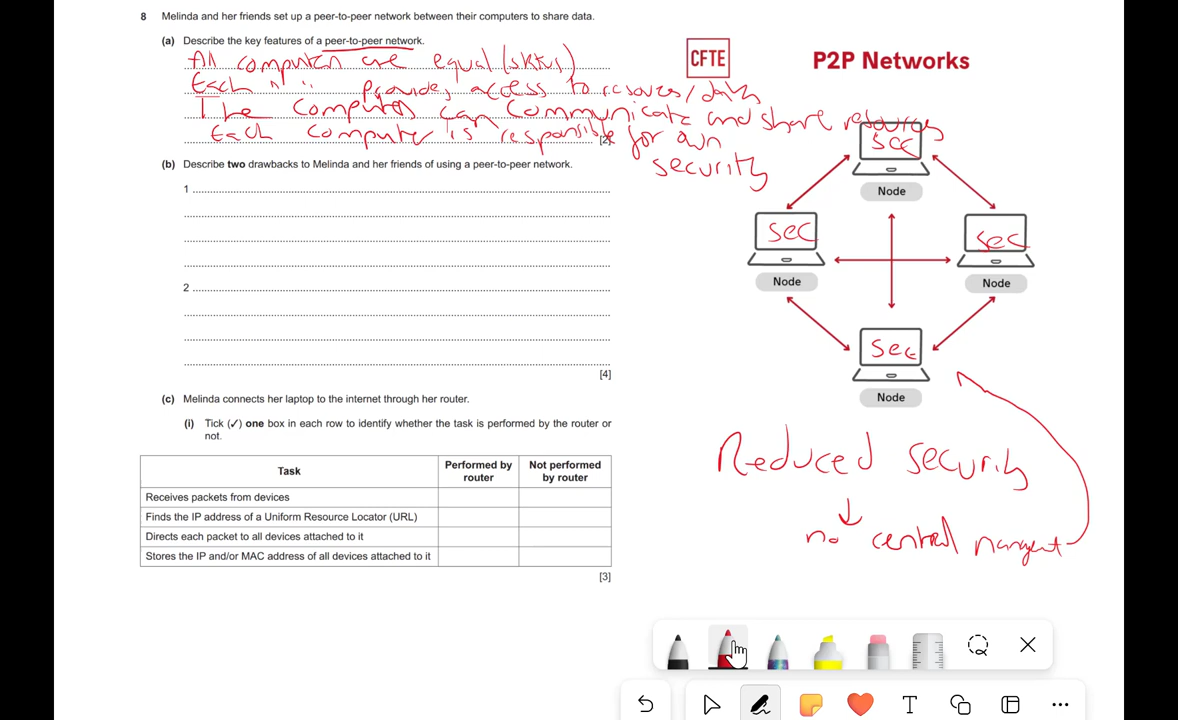 8 Melinda and her friends set up a peer-to-peer network between their computers to share data.
(a) Describe the key features of a peer-to-peer network.
All computers are equal (status)
Each " " provides access to resources / data
The computers can communicate and share resources
Each computer is responsible for own
security
[2]
(b) Describe two drawbacks to Melinda and her friends of using a peer-to-peer network.
1
2
[4]
(c) Melinda connects her laptop to the internet through her router.
(i) Tick (✓) one box in each row to identify whether the task is performed by the router or
not.
Task Performed by router Not performed by router
Receives packets from devices
Finds the IP address of a Uniform Resource Locator (URL)
Directs each packet to all devices attached to it
Stores the IP and/or MAC address of all devices attached to it
[3]
CFTE
P2P Networks
sec
Node
sec
Node
sec
Node
sec
Node
Reduced security
↓
no central
T